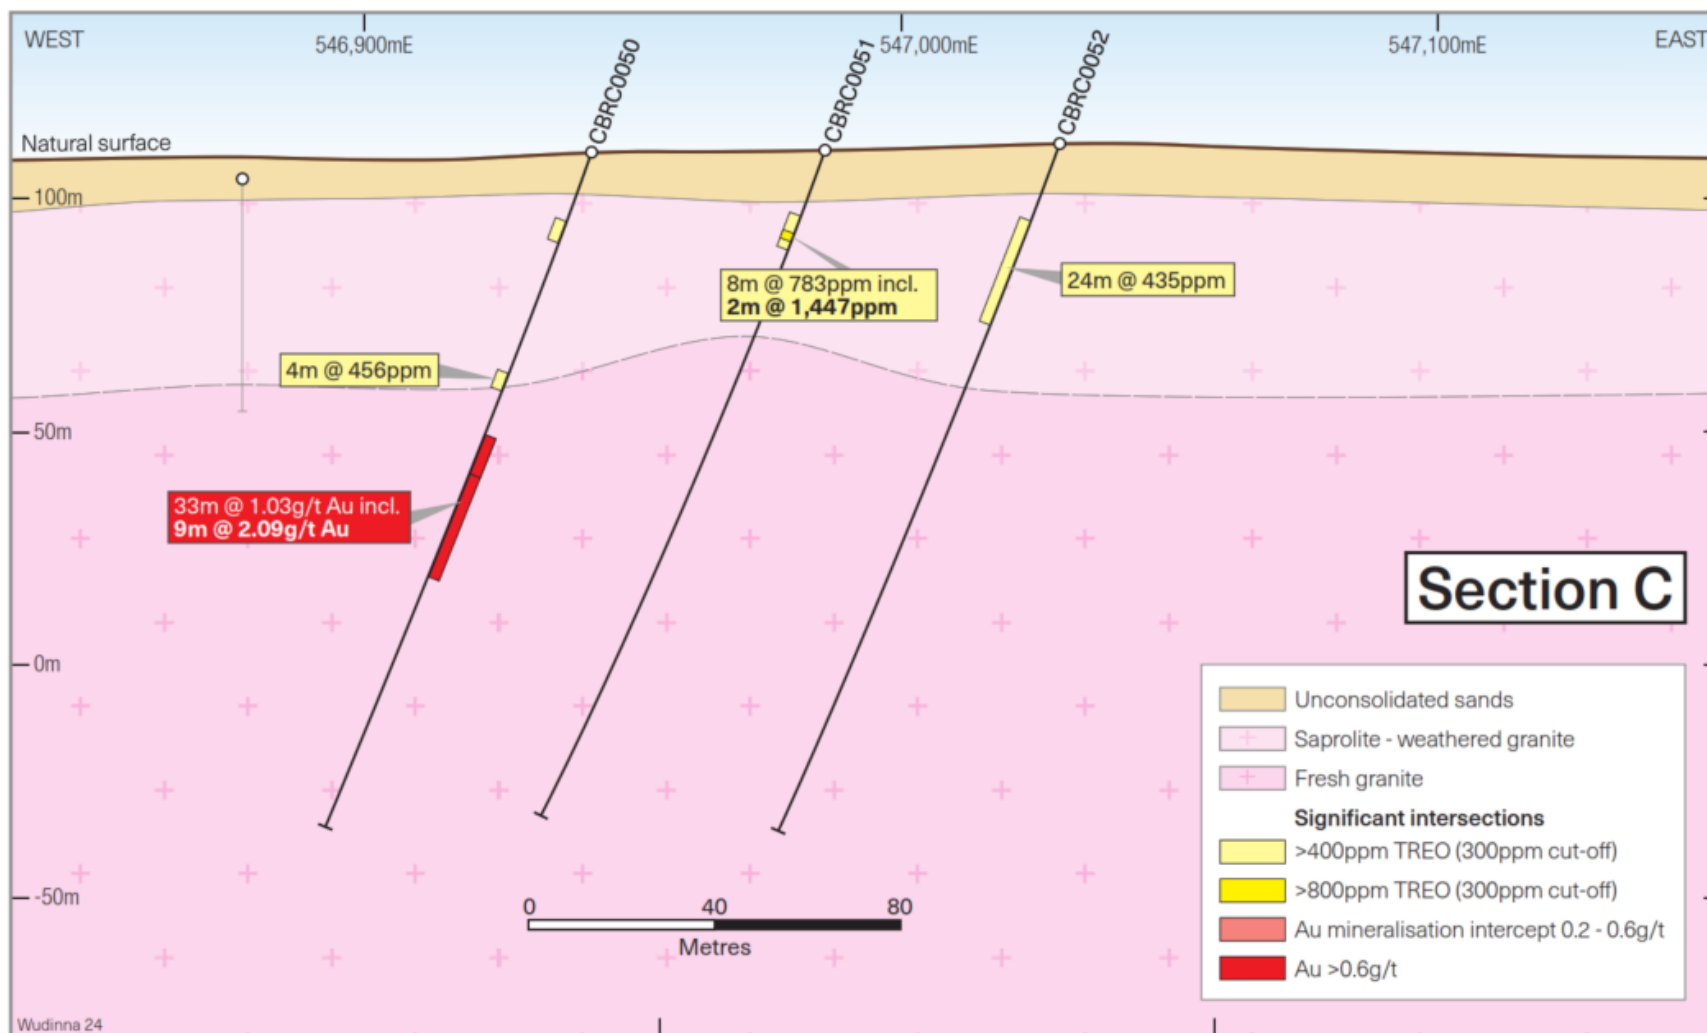 WEST
546,900mE
547,000mE
547,100mE
EAST
CBRC0050
CBRC0051
CBRC0052
Natural surface
100m
8m @ 783ppm incl.
2m @ 1,447ppm
24m @ 435ppm
4m @ 456ppm
50m
33m @ 1.03g/t Au incl.
9m @ 2.09g/t Au
Section C
0m
Unconsolidated sands
Saprolite - weathered granite
Fresh granite
Significant intersections
>400ppm TREO (300ppm cut-off)
>800ppm TREO (300ppm cut-off)
Au mineralisation intercept 0.2 - 0.6g/t
Au >0.6g/t
-50m
0 40 80
Metres
Wudinna 24